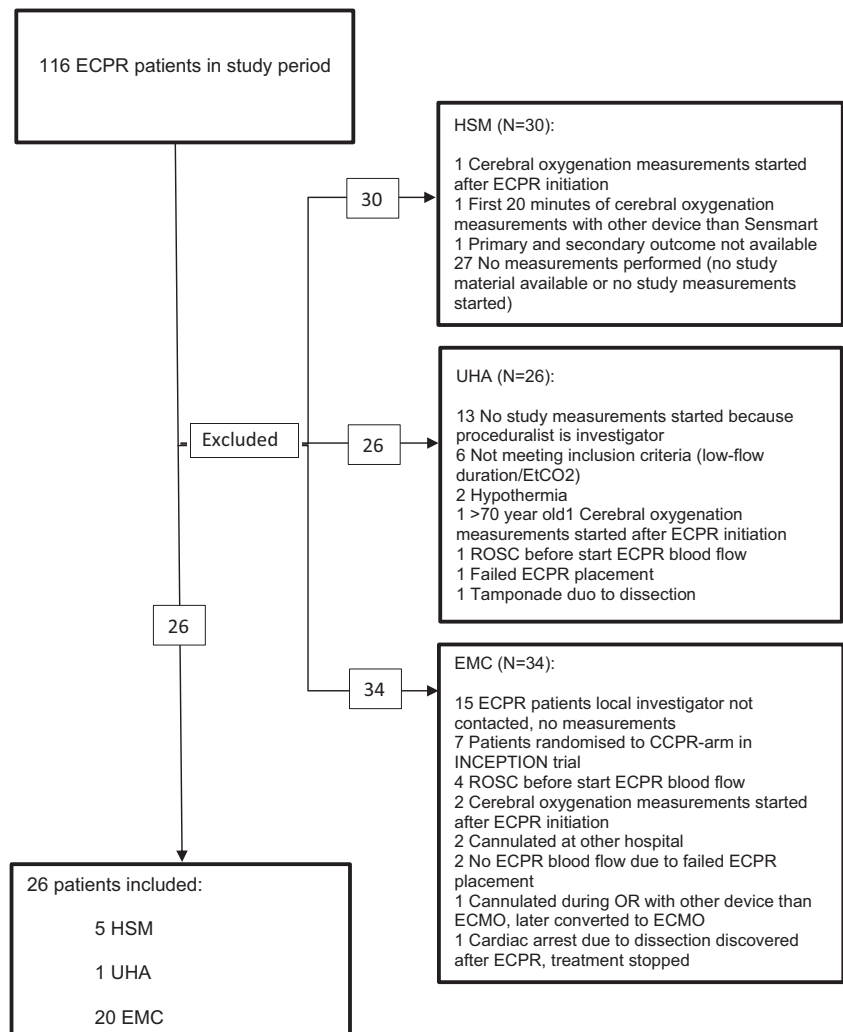 116 ECPR patients in study period
HSM (N=30):
1 Cerebral oxygenation measurements started
after ECPR initiation
1 First 20 minutes of cerebral oxygenation
measurements with other device than Sensmart
1 Primary and secondary outcome not available
27 No measurements performed (no study
material available or no study measurements
started)
30
UHA (N=26):
13 No study measurements started because
proceduralist is investigator
6 Not meeting inclusion criteria (low-flow
duration/EtCO2)
2 Hypothermia
1 >70 year old1 Cerebral oxygenation
measurements started after ECPR initiation
1 ROSC before start ECPR blood flow
1 Failed ECPR placement
1 Tamponade duo to dissection
Excluded
26
26
34
EMC (N=34):
15 ECPR patients local investigator not
contacted, no measurements
7 Patients randomised to CCPR-arm in
INCEPTION trial
4 ROSC before start ECPR blood flow
2 Cerebral oxygenation measurements started
after ECPR initiation
2 Cannulated at other hospital
2 No ECPR blood flow due to failed ECPR
placement
1 Cannulated during OR with other device than
ECMO, later converted to ECMO
1 Cardiac arrest due to dissection discovered
after ECPR, treatment stopped
26 patients included:
5 HSM
1 UHA
20 EMC